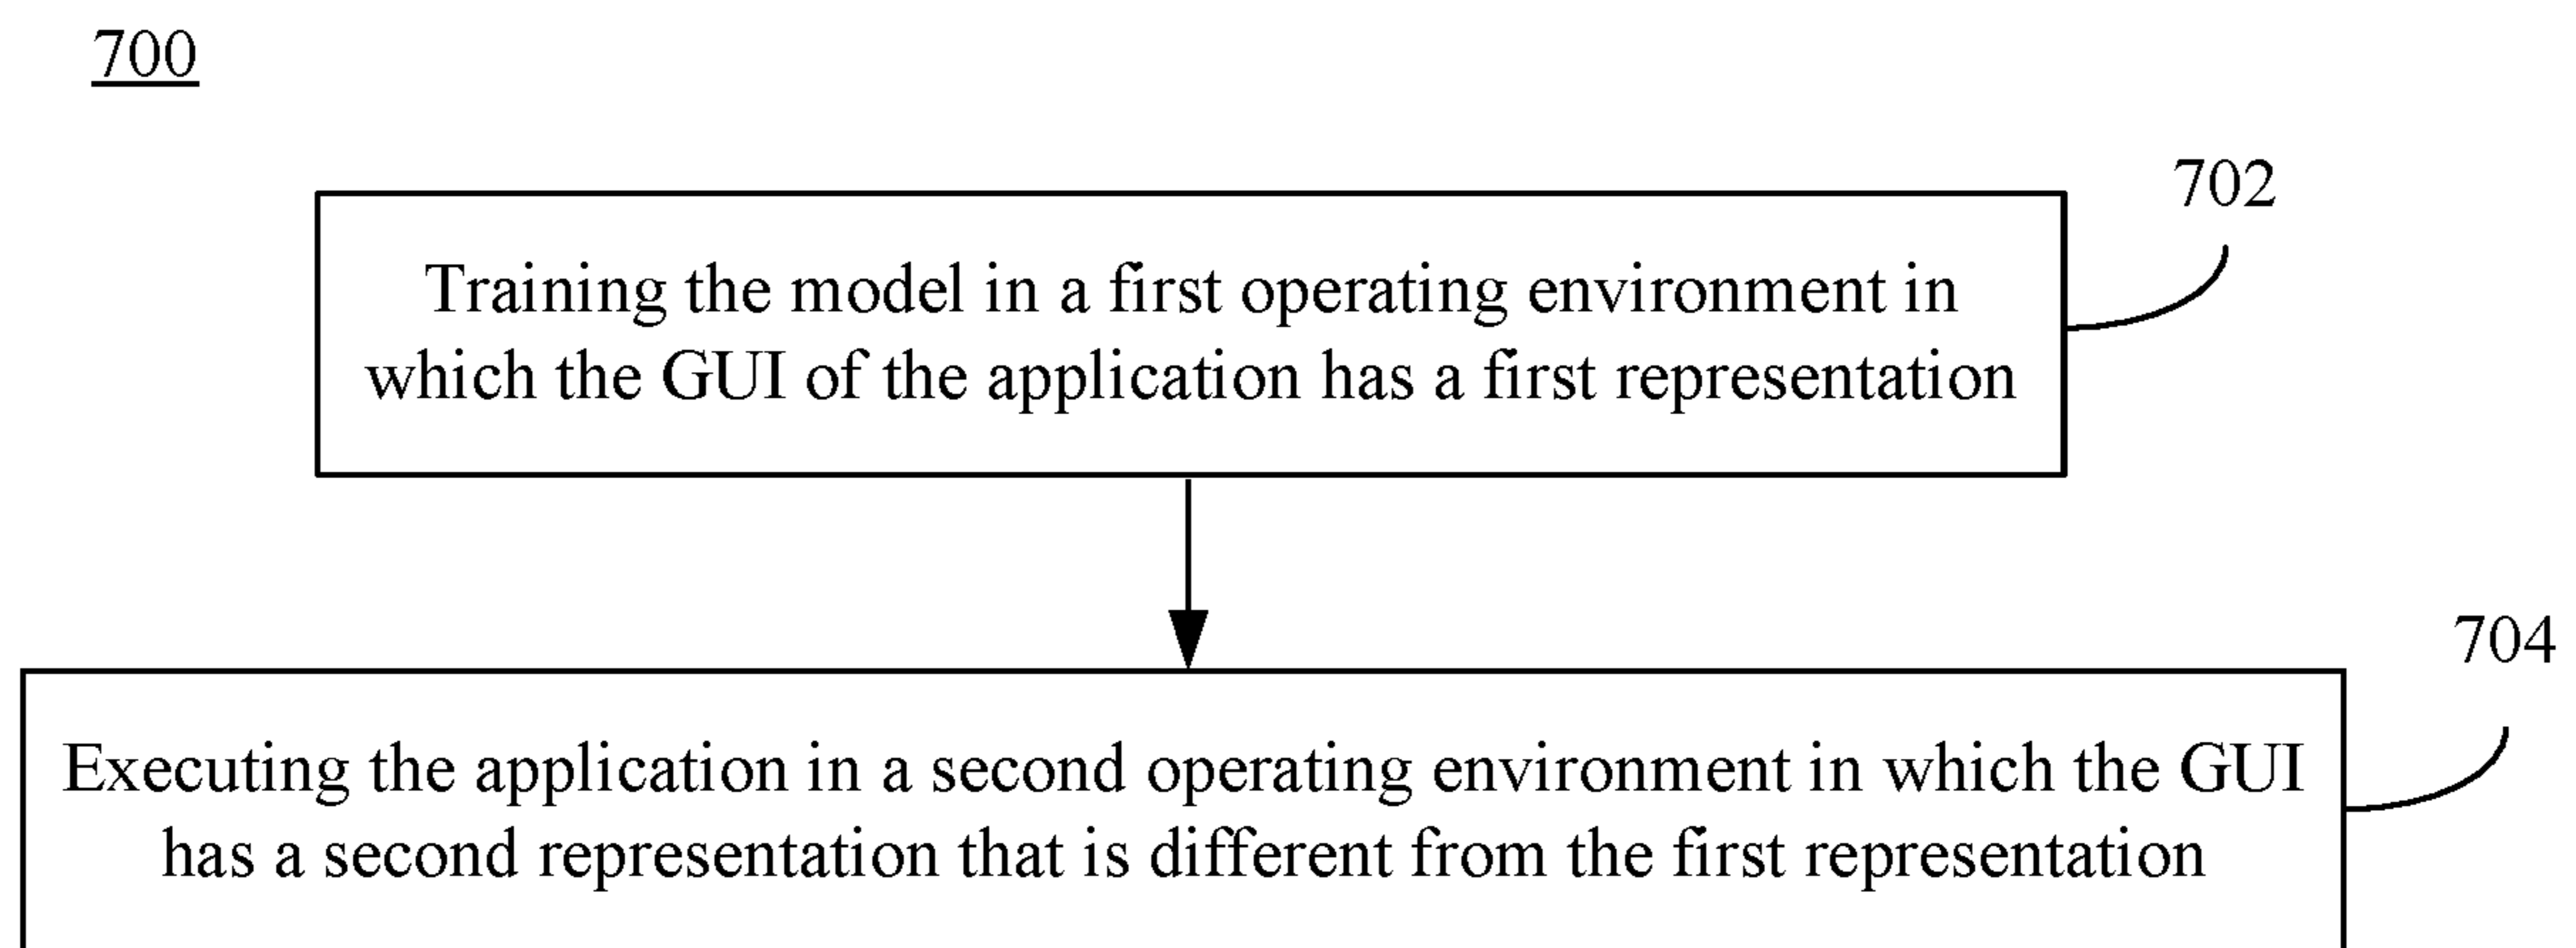 700
702
Training the model in a first operating environment in
which the GUI of the application has a first representation
704
Executing the application in a second operating environment in which the GUI
has a second representation that is different from the first representation